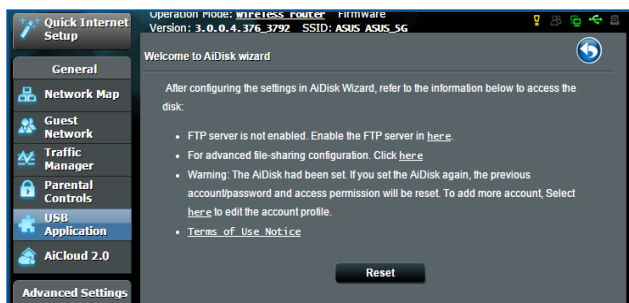 Quick Internet
Setup
General
Network Map
Guest
Network
Traffic
Manager
Parental
Controls
USB
Application
AiCloud 2.0
Advanced Settings
Operation Mode: Wireless router Firmware
Version: 3.0.0.4.376_3792 SSID: ASUS ASUS_5G
Welcome to AiDisk wizard
After configuring the settings in AiDisk Wizard, refer to the information below to access the
disk:
• FTP server is not enabled. Enable the FTP server in here.
• For advanced file-sharing configuration. Click here
• Warning: The AiDisk had been set. If you set the AiDisk again, the previous
account/password and access permission will be reset. To add more account, Select
here to edit the account profile.
• Terms of Use Notice
Reset